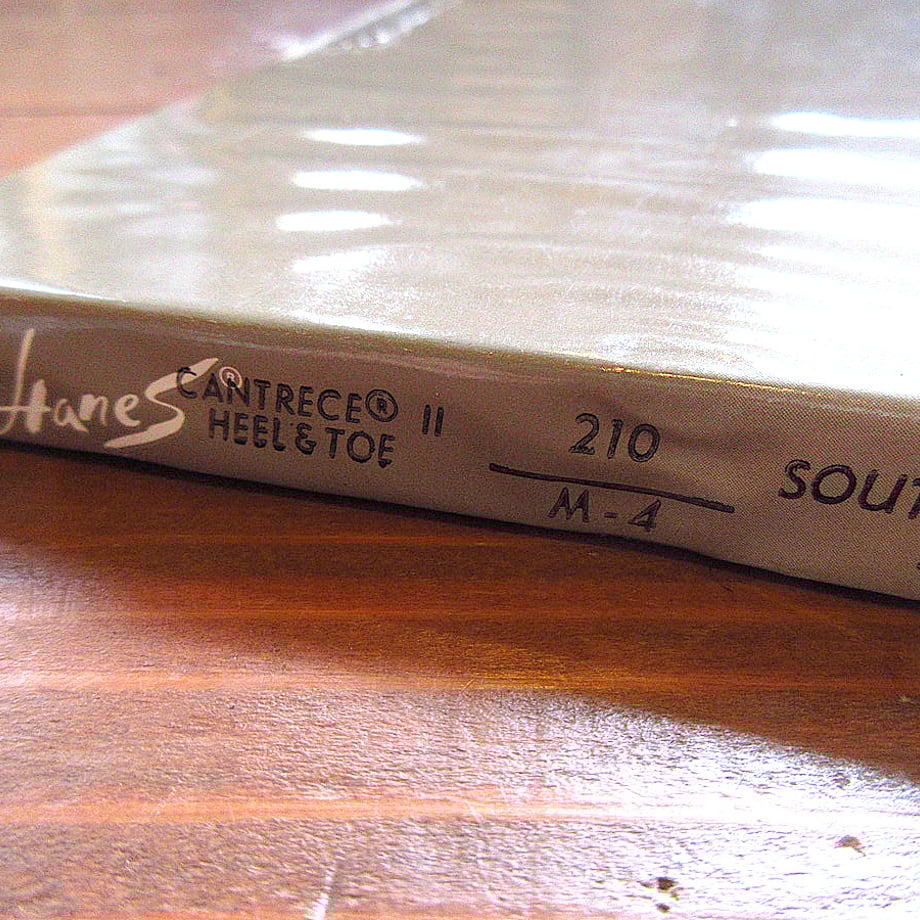 Hanes® CANTRECE® II
HEEL & TOE
210
M-4
SOUT